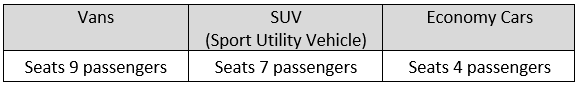 Vans SUV Economy Cars
(Sport Utility Vehicle)
Seats 9 passengers Seats 7 passengers Seats 4 passengers